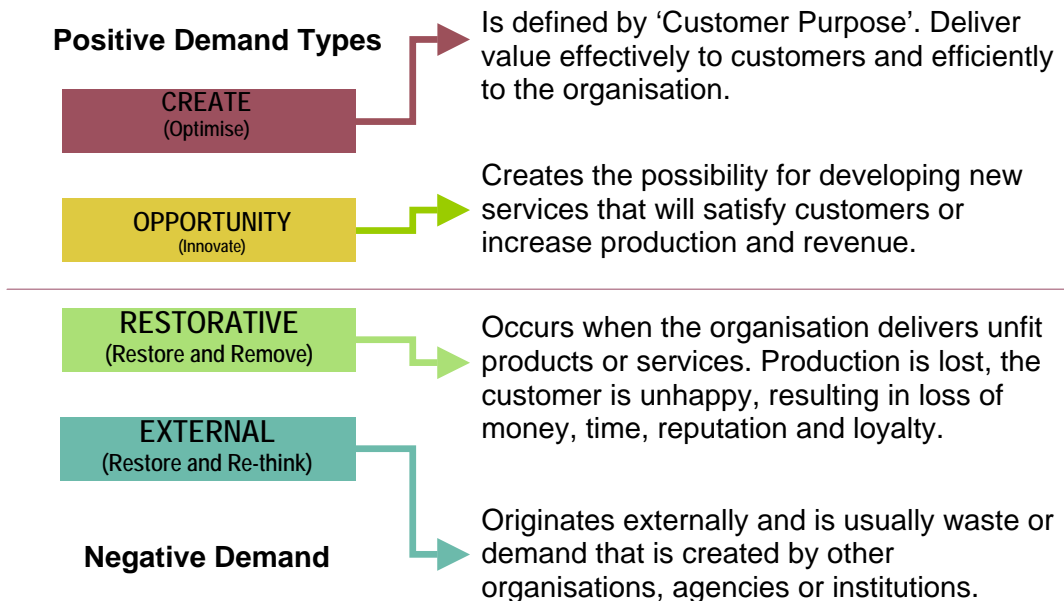 Positive Demand Types
CREATE
(Optimise)
Is defined by ‘Customer Purpose’. Deliver
value effectively to customers and efficiently
to the organisation.
OPPORTUNITY
(Innovate)
Creates the possibility for developing new
services that will satisfy customers or
increase production and revenue.
RESTORATIVE
(Restore and Remove)
Occurs when the organisation delivers unfit
products or services. Production is lost, the
customer is unhappy, resulting in loss of
money, time, reputation and loyalty.
EXTERNAL
(Restore and Re-think)
Originates externally and is usually waste or
demand that is created by other
organisations, agencies or institutions.
Negative Demand